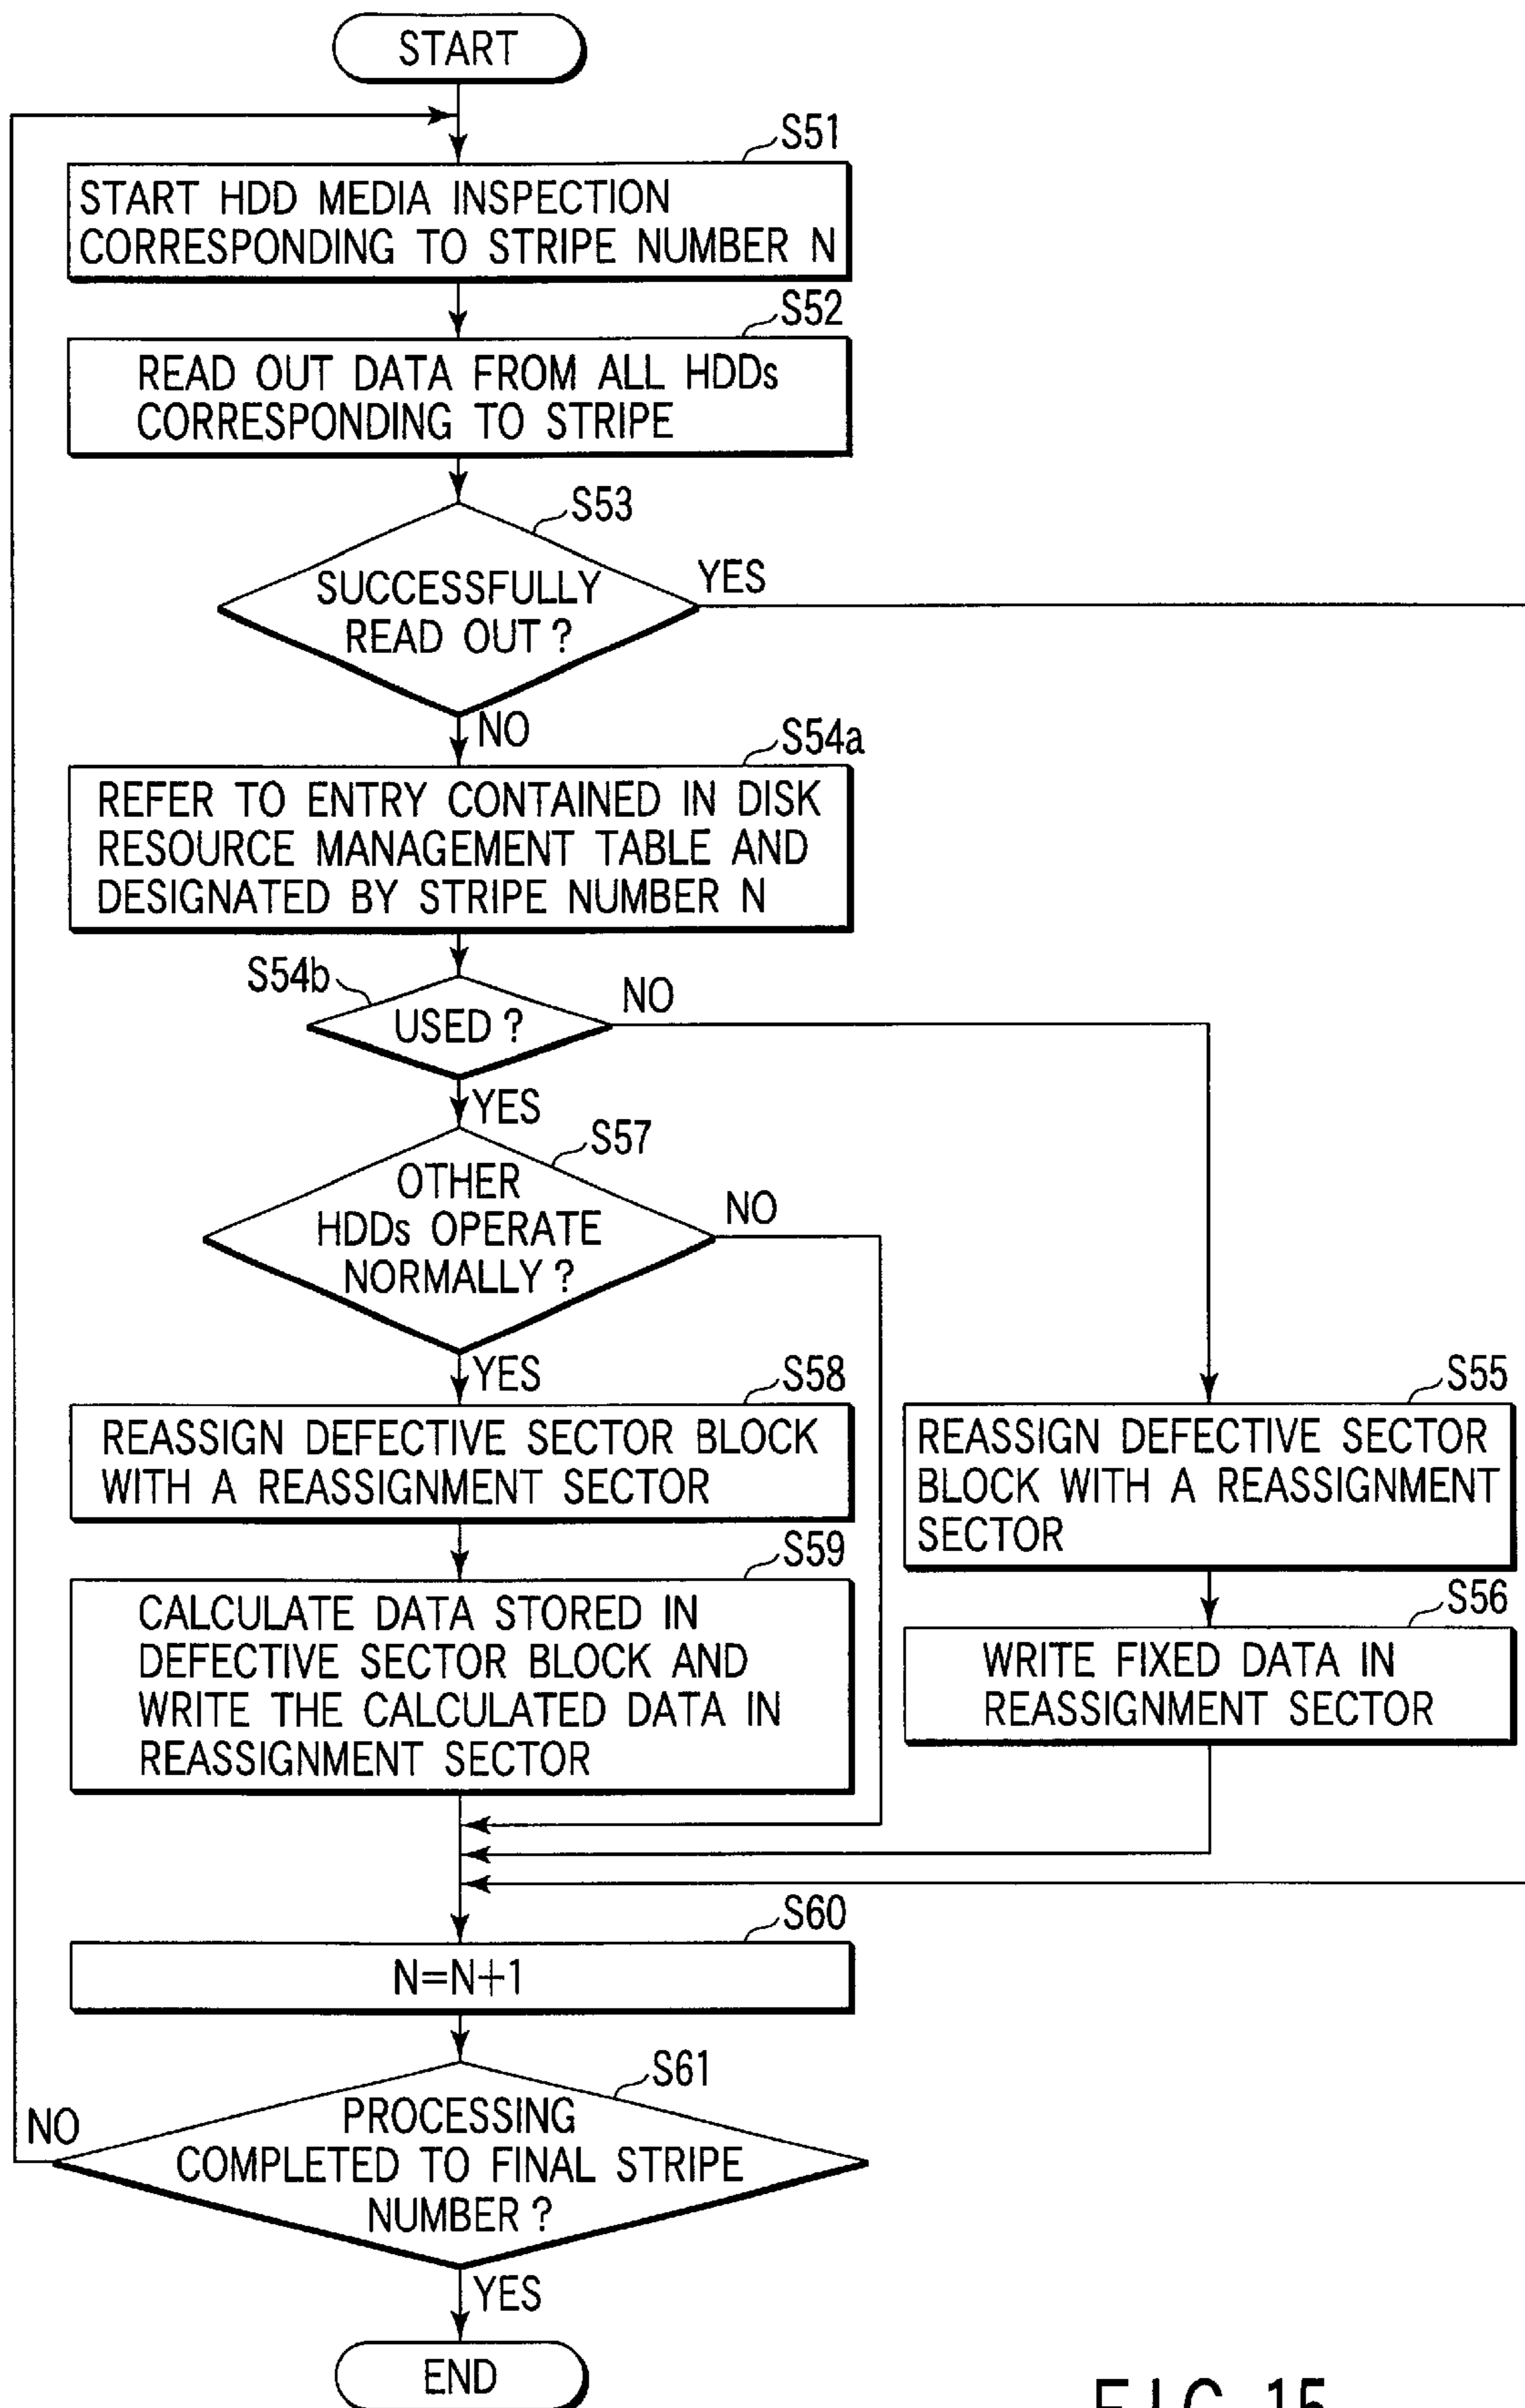 START
S51
START HDD MEDIA INSPECTION
CORRESPONDING TO STRIPE NUMBER N
S52
READ OUT DATA FROM ALL HDDs
CORRESPONDING TO STRIPE
S53
SUCCESSFULLY
READ OUT ?
YES
NO
S54a
REFER TO ENTRY CONTAINED IN DISK
RESOURCE MANAGEMENT TABLE AND
DESIGNATED BY STRIPE NUMBER N
S54b
USED ?
NO
YES
S57
OTHER
HDDs OPERATE
NORMALLY ?
NO
YES
S58
REASSIGN DEFECTIVE SECTOR BLOCK
WITH A REASSIGNMENT SECTOR
S55
REASSIGN DEFECTIVE SECTOR
BLOCK WITH A REASSIGNMENT
SECTOR
S59
CALCULATE DATA STORED IN
DEFECTIVE SECTOR BLOCK AND
WRITE THE CALCULATED DATA IN
REASSIGNMENT SECTOR
S56
WRITE FIXED DATA IN
REASSIGNMENT SECTOR
S60
N=N+1
S61
PROCESSING
COMPLETED TO FINAL STRIPE
NUMBER ?
NO
YES
END
FIG. 15